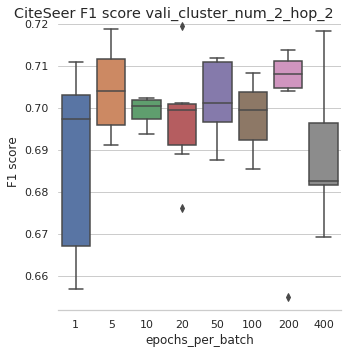 CiteSeer F1 score vali_cluster_num_2_hop_2
0.72
0.71
0.70
0.69
0.68
0.67
0.66
F1 score
1 5 10 20 50 100 200 400
epochs_per_batch